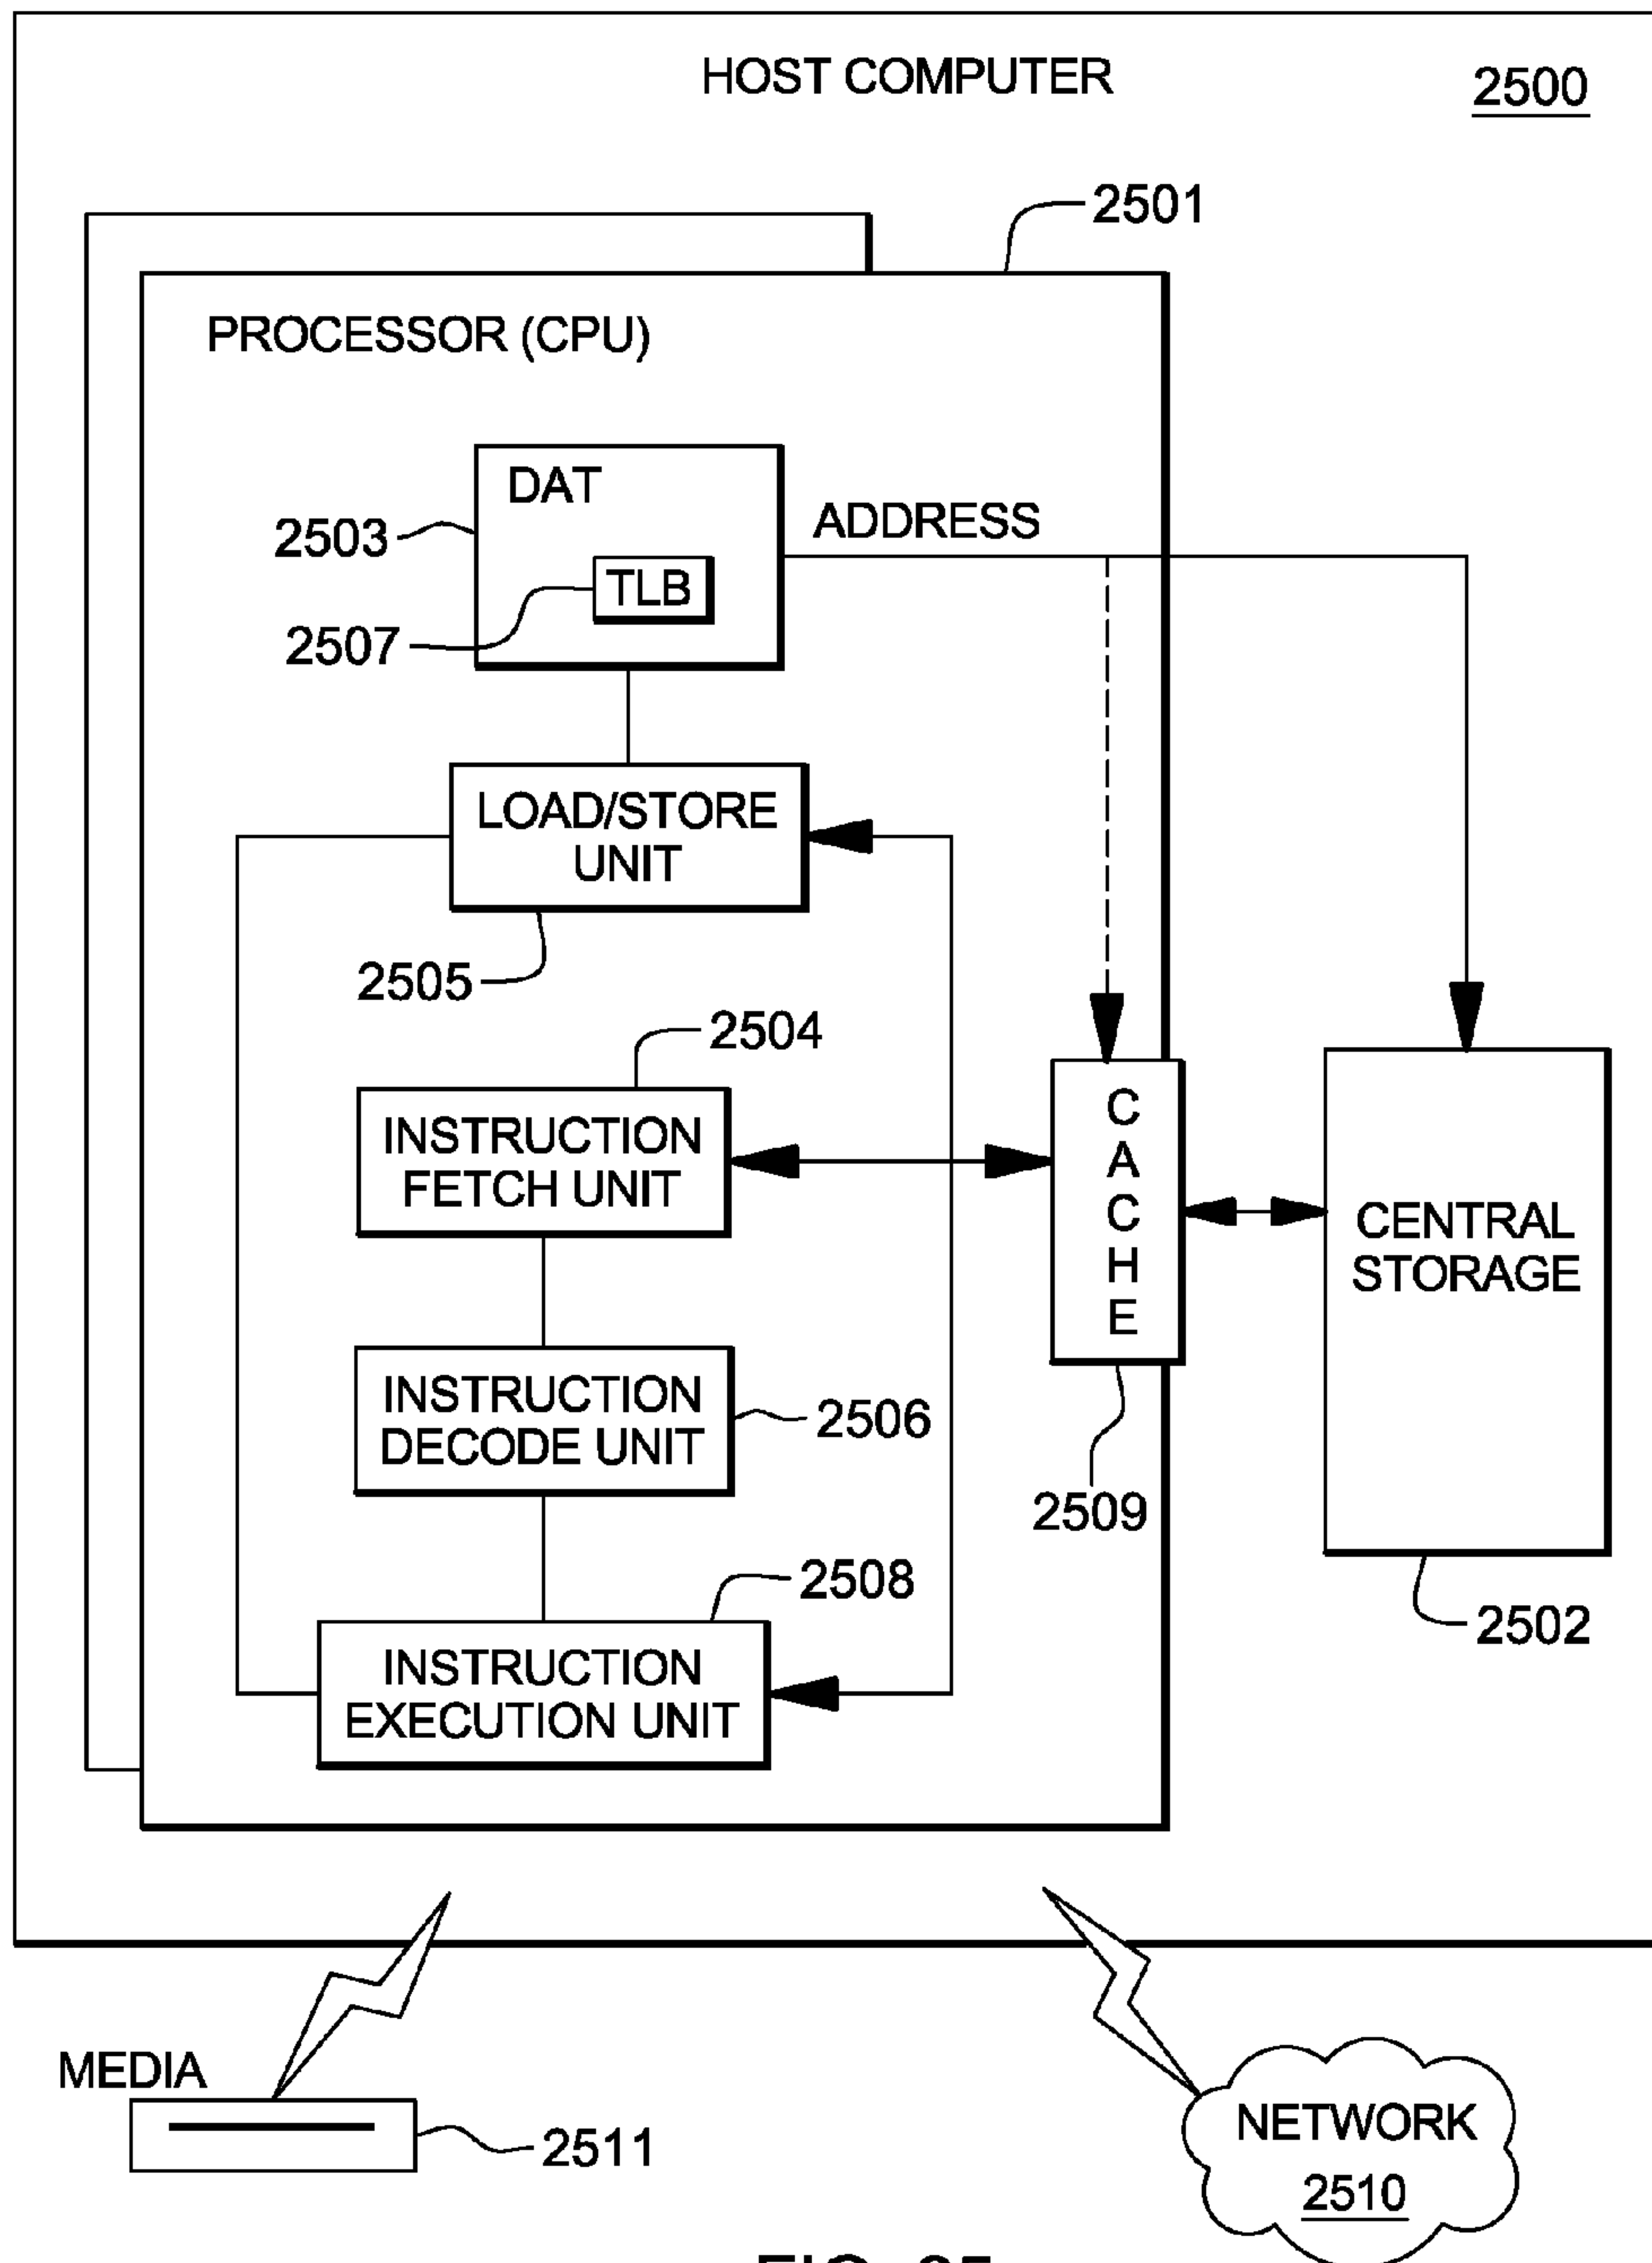 HOST COMPUTER
2500
2501
PROCESSOR (CPU)
DAT
ADDRESS
2503
TLB
2507
LOAD/STORE
UNIT
2505
2504
INSTRUCTION
FETCH UNIT
C
A
C
H
E
CENTRAL
STORAGE
INSTRUCTION
DECODE UNIT
2506
2509
2508
INSTRUCTION
EXECUTION UNIT
2502
MEDIA
2511
NETWORK
2510